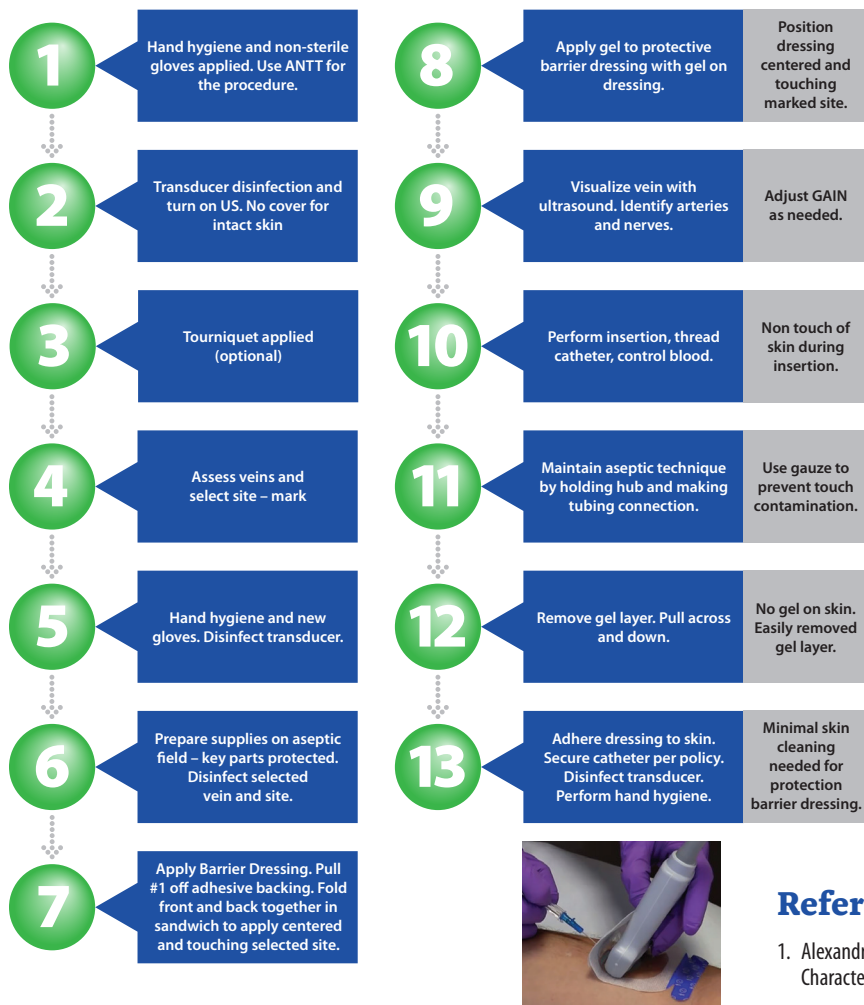 1
Hand hygiene and non-sterile
gloves applied. Use ANTT for
the procedure.
2
Transducer disinfection and
turn on US. No cover for
intact skin
3
Tourniquet applied
(optional)
4
Assess veins and
select site – mark
5
Hand hygiene and new
gloves. Disinfect transducer.
6
Prepare supplies on aseptic
field – key parts protected.
Disinfect selected
vein and site.
7
Apply Barrier Dressing. Pull
#1 off adhesive backing. Fold
front and back together in
sandwich to apply centered
and touching selected site.
8
Apply gel to protective
barrier dressing with gel on
dressing.
Position
dressing
centered and
touching
marked site.
9
Visualize vein with
ultrasound. Identify arteries
and nerves.
Adjust GAIN
as needed.
10
Perform insertion, thread
catheter, control blood.
Non touch of
skin during
insertion.
11
Maintain aseptic technique
by holding hub and making
tubing connection.
Use gauze to
prevent touch
contamination.
12
Remove gel layer. Pull across
and down.
No gel on skin.
Easily removed
gel layer.
13
Adhere dressing to skin.
Secure catheter per policy.
Disinfect transducer.
Perform hand hygiene.
Minimal skin
cleaning
needed for
protection
barrier dressing.
Refer
1. Alexandr
Characte